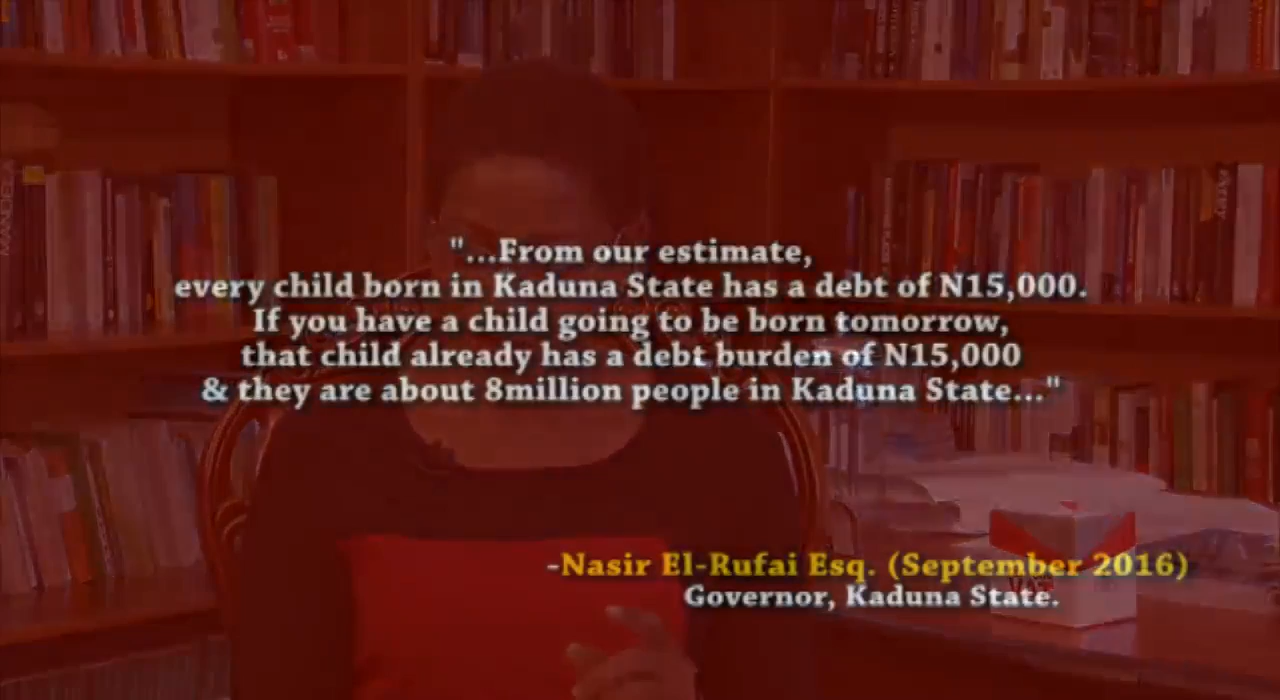 MANDELA
"...From our estimate,
every child born in Kaduna State has a debt of N15,000.
If you have a child going to be born tomorrow,
that child already has a debt burden of N15,000
& they are about 8million people in Kaduna State..."
-Nasir El-Rufai Esq. (September 2016)
Governor, Kaduna State.